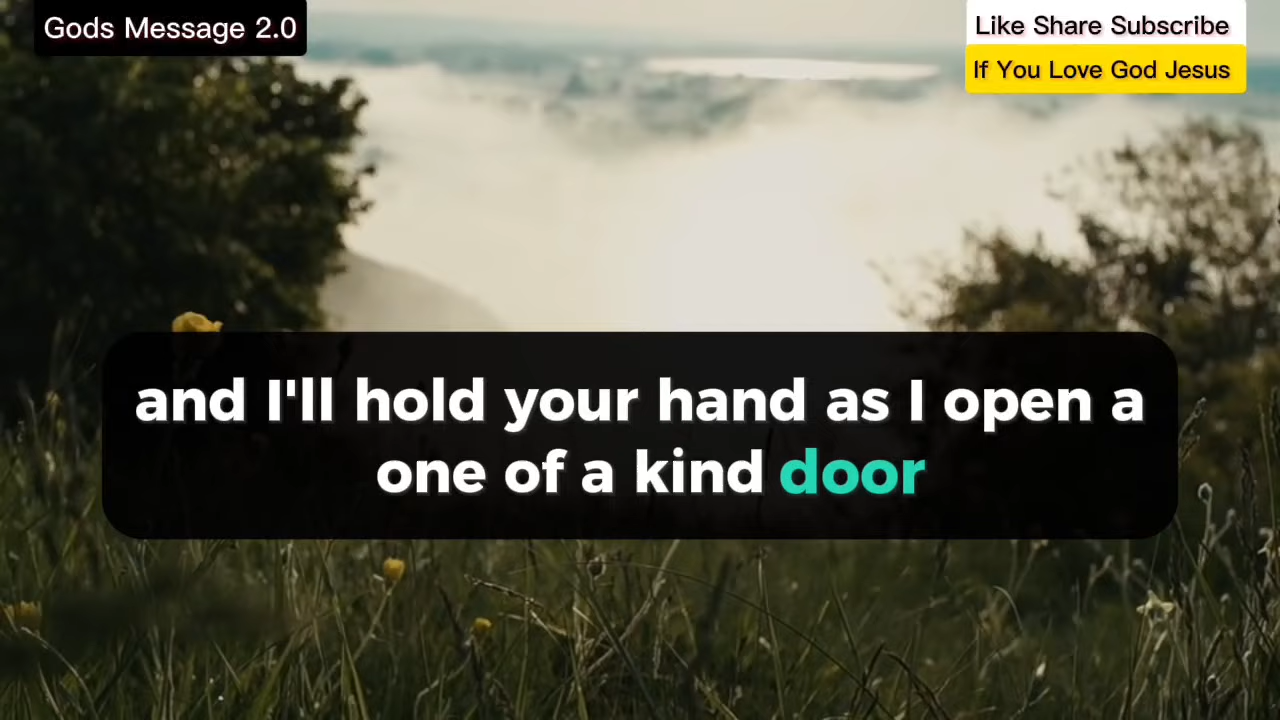 Gods Message 2.0
Like Share Subscribe
If You Love God Jesus
and I'll hold your hand as I open a
one of a kind door